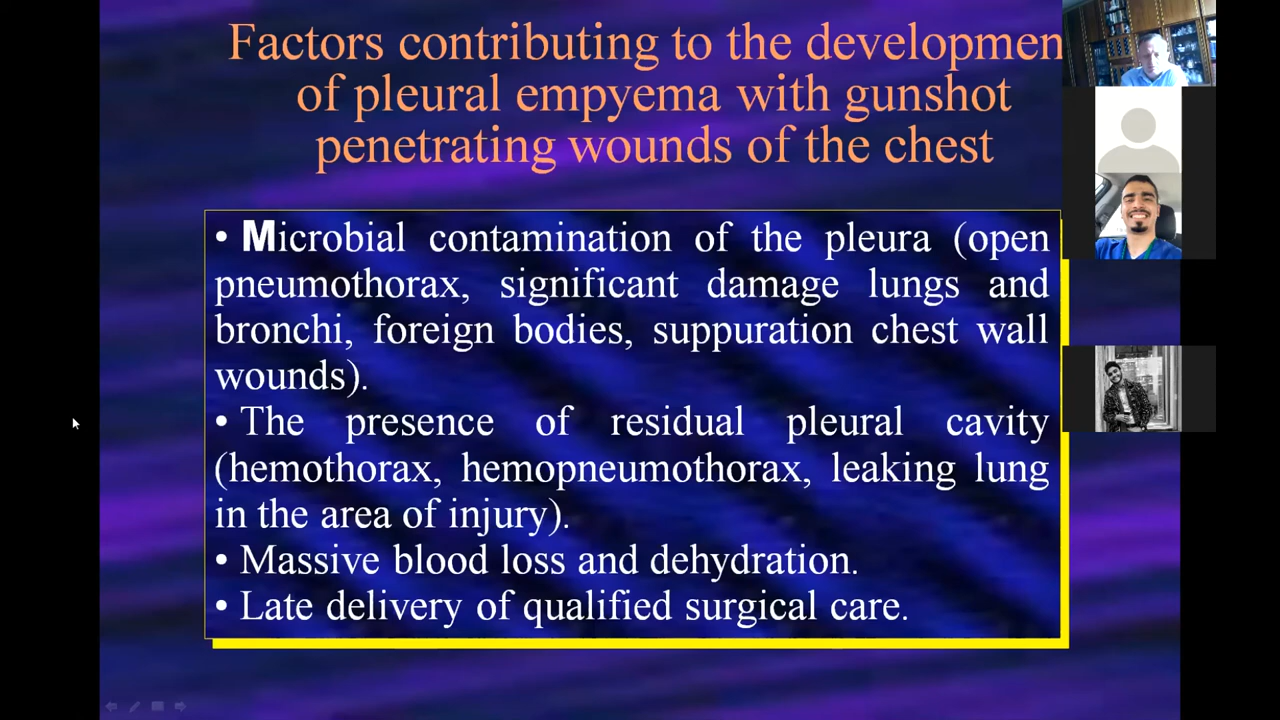 Factors contributing to the developmen
of pleural empyema with gunshot
penetrating wounds of the chest
• Microbial contamination of the pleura (open
pneumothorax, significant damage lungs and
bronchi, foreign bodies, suppuration chest wall
wounds).
• The presence of residual pleural cavity
(hemothorax, hemopneumothorax, leaking lung
in the area of injury).
• Massive blood loss and dehydration.
• Late delivery of qualified surgical care.